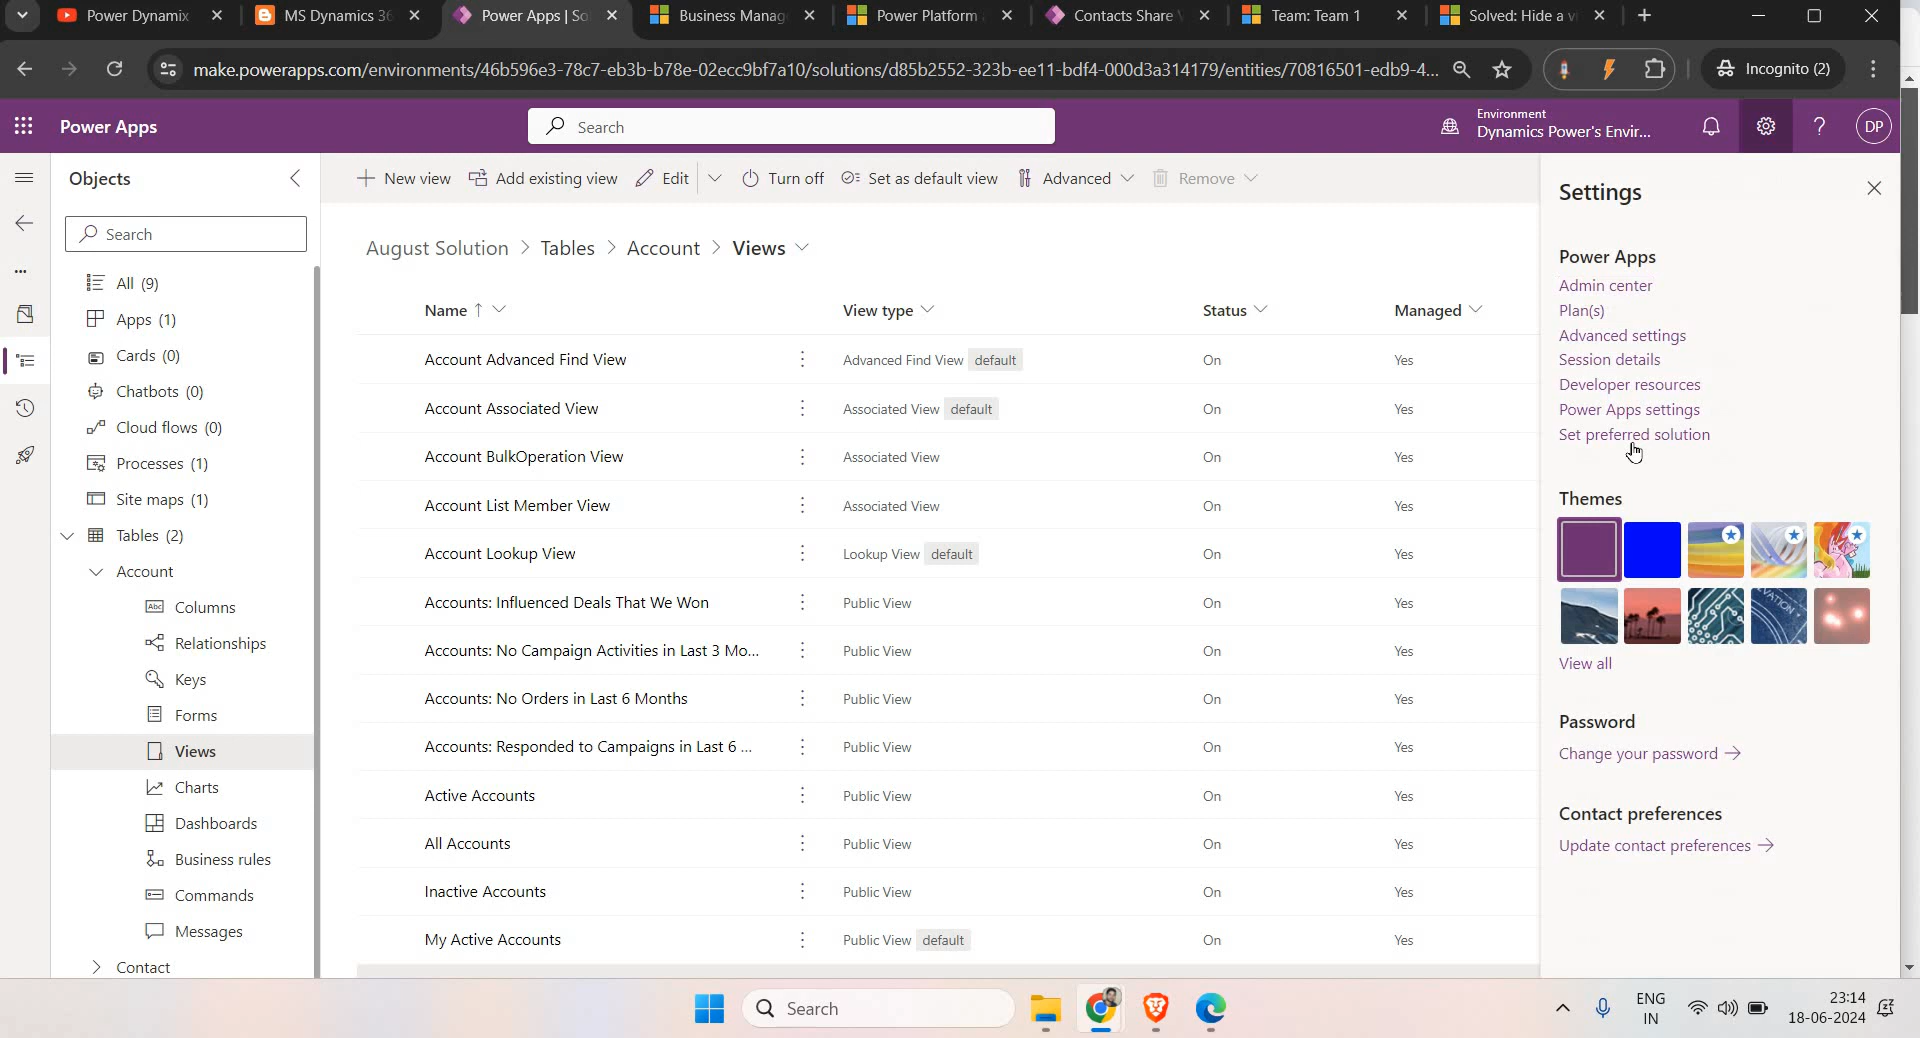 Power Dynamix
MS Dynamics 36
Power Apps | So
Business Manag
Power Platform
Contacts Share V
Team: Team 1
Solved: Hide a v
make.powerapps.com/environments/46b596e3-78c7-eb3b-b78e-02ecc9bf7a10/solutions/d85b2552-323b-ee11-bdf4-000d3a314179/entities/70816501-edb9-4...
Incognito (2)
Power Apps
Search
Environment
Dynamics Power's Envir...
DP
Objects
Search
All (9)
Apps (1)
Cards (0)
Chatbots (0)
Cloud flows (0)
Processes (1)
Site maps (1)
Tables (2)
Account
Columns
Relationships
Keys
Forms
Views
Charts
Dashboards
Business rules
Commands
Messages
Contact
New view
Add existing view
Edit
Turn off
Set as default view
Advanced
Remove
August Solution > Tables > Account > Views
Name ↑ View type Status Managed
Account Advanced Find View Advanced Find View default On Yes
Account Associated View Associated View default On Yes
Account BulkOperation View Associated View On Yes
Account List Member View Associated View On Yes
Account Lookup View Lookup View default On Yes
Accounts: Influenced Deals That We Won Public View On Yes
Accounts: No Campaign Activities in Last 3 Mo... Public View On Yes
Accounts: No Orders in Last 6 Months Public View On Yes
Accounts: Responded to Campaigns in Last 6 ... Public View On Yes
Active Accounts Public View On Yes
All Accounts Public View On Yes
Inactive Accounts Public View On Yes
My Active Accounts Public View default On Yes
Settings
Power Apps
Admin center
Plan(s)
Advanced settings
Session details
Developer resources
Power Apps settings
Set preferred solution
Themes
View all
Password
Change your password
Contact preferences
Update contact preferences
Search
ENG
IN
23:14
18-06-2024